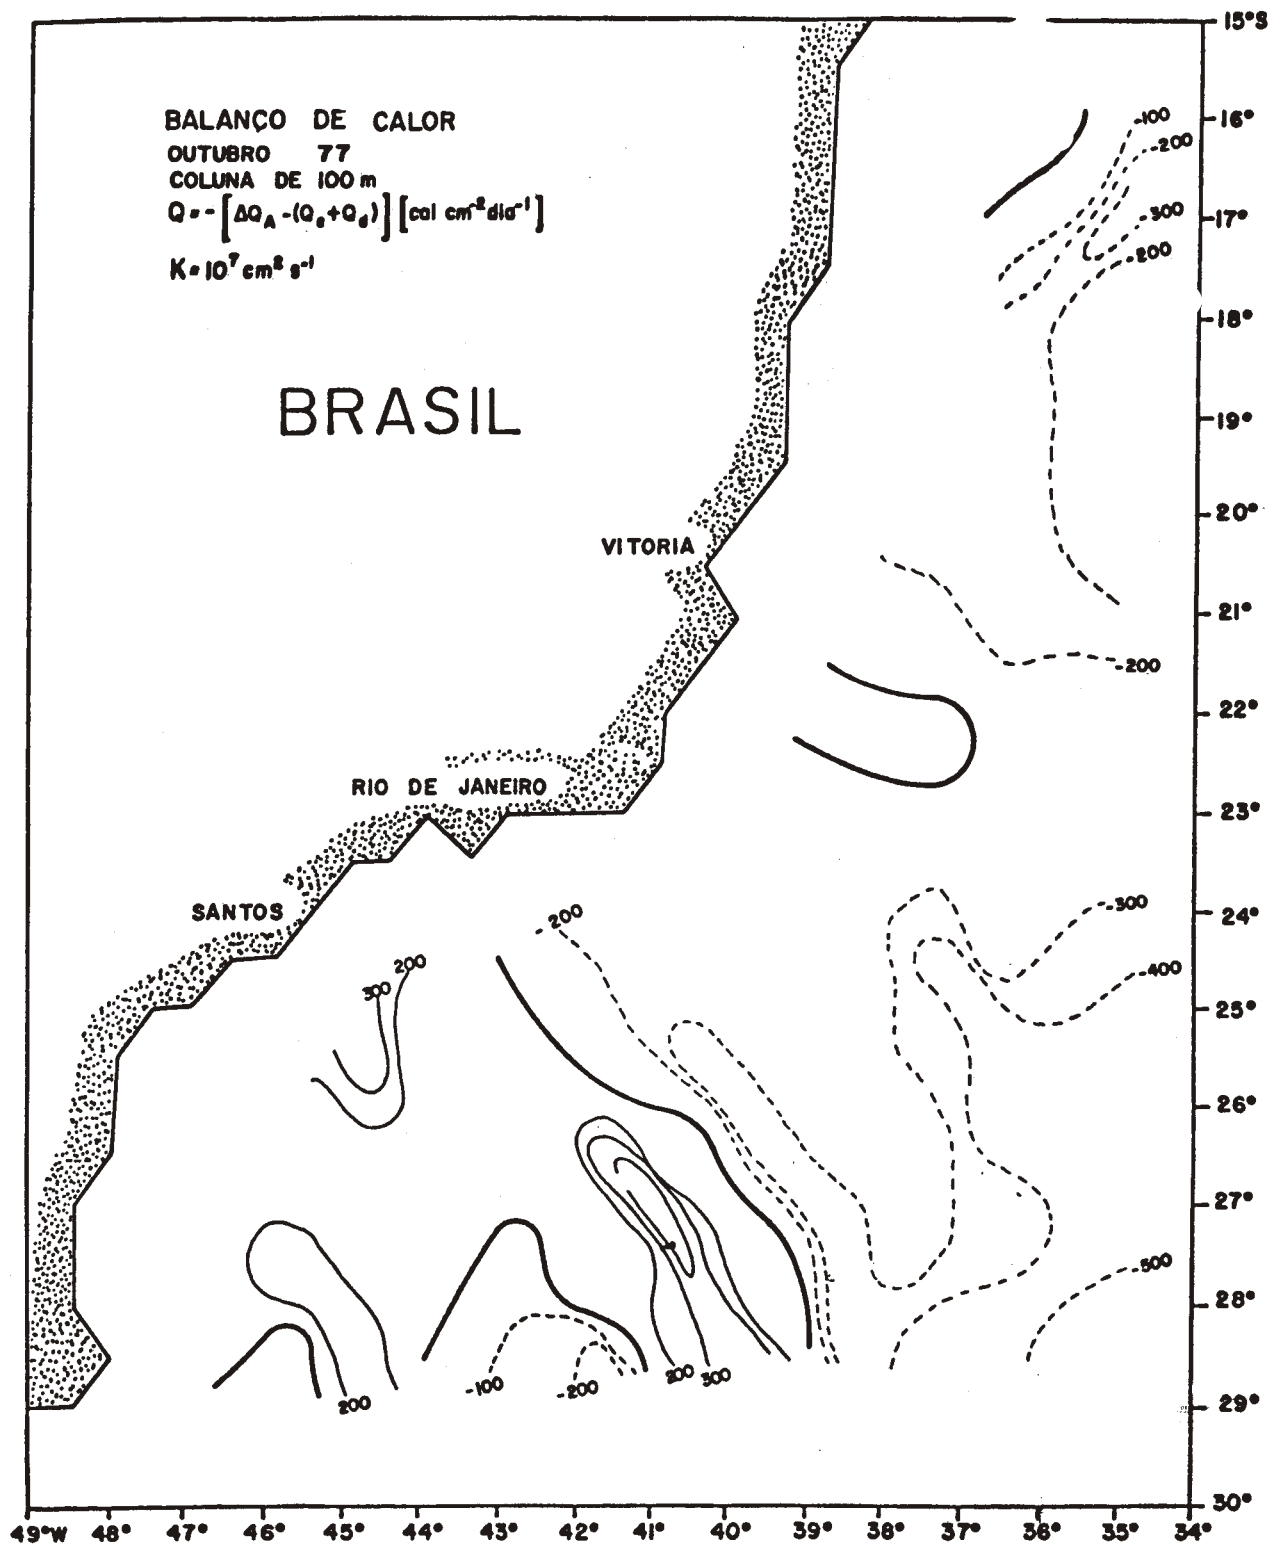 15°S
-100
16°
-200
BALANÇO DE CALOR
OUTUBRO 77
COLUNA DE 100 m
Q = - [ΔQA - (Qs + Qd)] [cal cm-2 dia-1]
K = 10⁷ cm² s-1
-300
17°
-200
18°
BRASIL
19°
20°
VITORIA
21°
-200
22°
RIO DE JANEIRO
23°
SANTOS
-200
-300
24°
200
300
-400
25°
26°
27°
-500
28°
200
-100
-200
200
300
29°
30°
49°W 48° 47° 46° 45° 44° 43° 42° 41° 40° 39° 38° 37° 36° 35° 34°